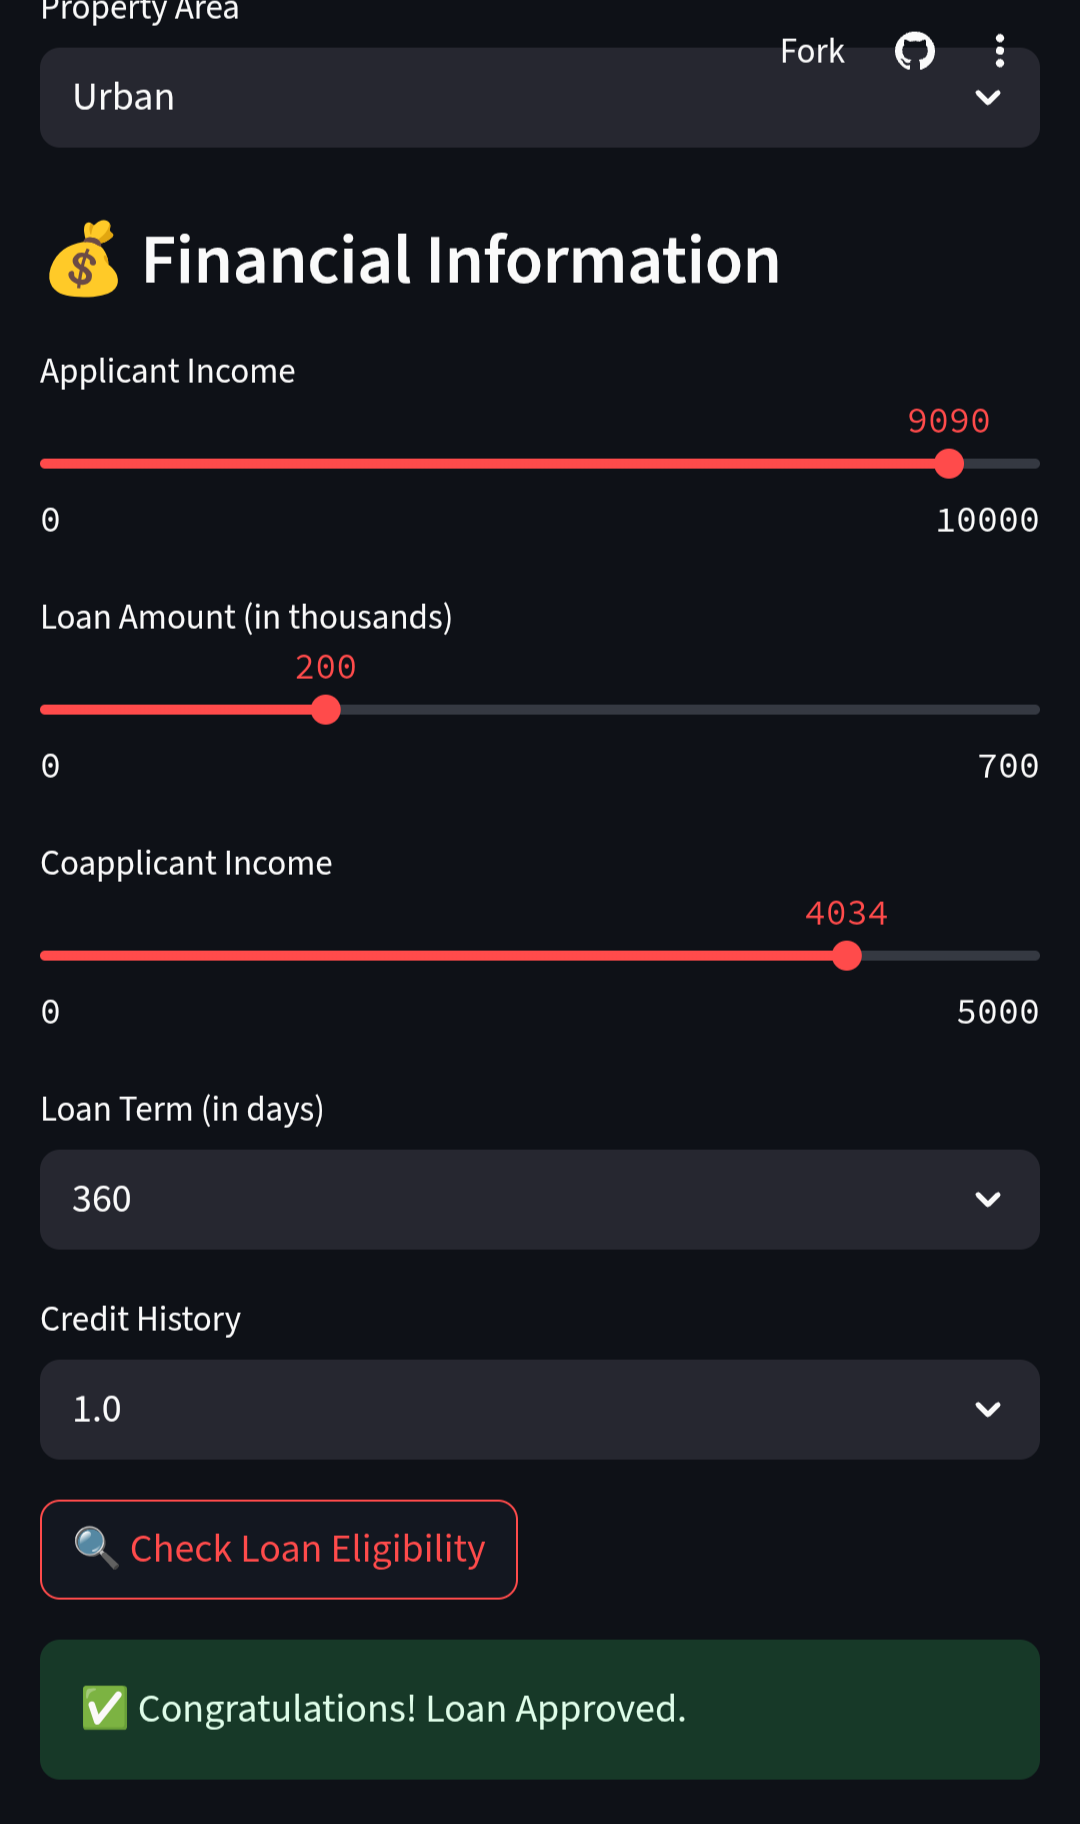 Property Area
Fork
Urban
Financial Information
Applicant Income
9090
0 10000
Loan Amount (in thousands)
200
0 700
Coapplicant Income
4034
0 5000
Loan Term (in days)
360
Credit History
1.0
Check Loan Eligibility
Congratulations! Loan Approved.